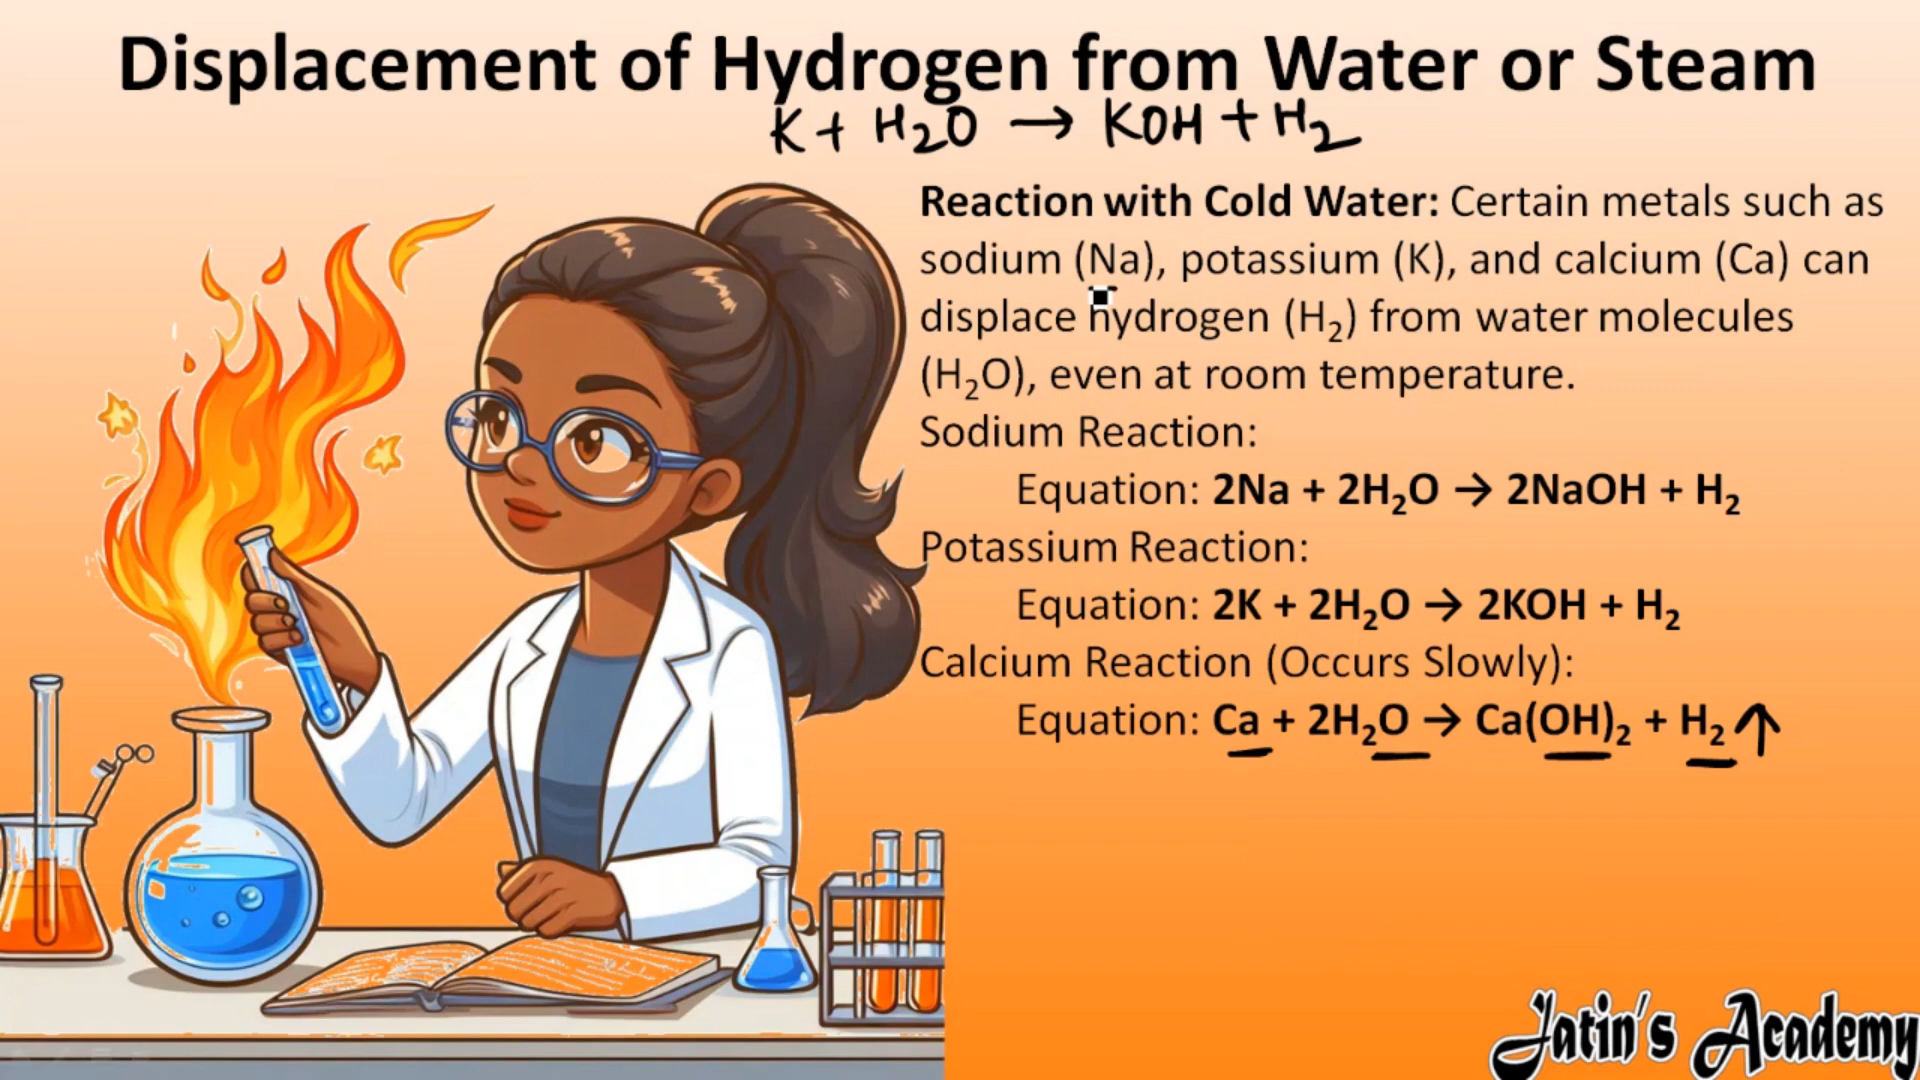 Displacement of Hydrogen from Water or Steam
K + H₂O → KOH + H₂
Reaction with Cold Water: Certain metals such as
sodium (Na), potassium (K), and calcium (Ca) can
displace hydrogen (H₂) from water molecules
(H₂O), even at room temperature.
Sodium Reaction:
Equation: 2Na + 2H₂O → 2NaOH + H₂
Potassium Reaction:
Equation: 2K + 2H₂O → 2KOH + H₂
Calcium Reaction (Occurs Slowly):
Equation: Ca + 2H₂O → Ca(OH)₂ + H₂ ↑
Jatin's Academy